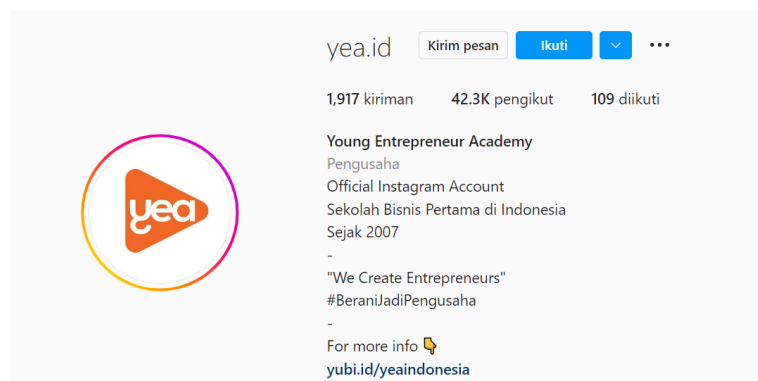 yea.id Kirim pesan Ikuti
1,917 kiriman 42.3K pengikut 109 diikuti
yea
Young Entrepreneur Academy
Pengusaha
Official Instagram Account
Sekolah Bisnis Pertama di Indonesia
Sejak 2007
-
"We Create Entrepreneurs"
#BeraniJadiPengusaha
-
For more info 👇
yubi.id/yeaindonesia